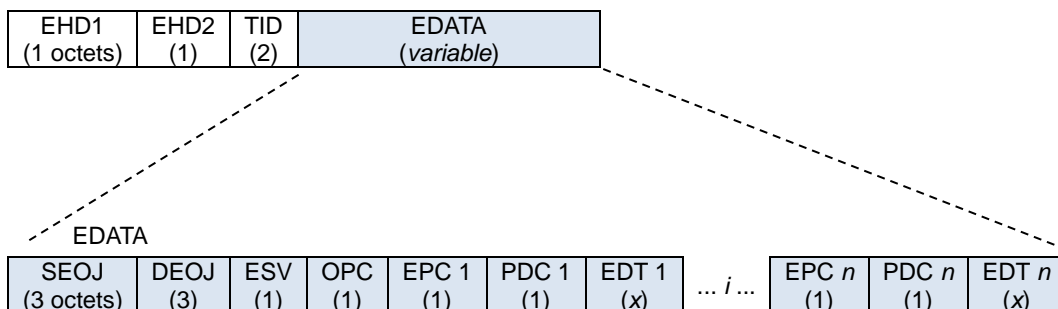 EHD1 EHD2 TID EDATA
(1 octets) (1) (2) (variable)
EDATA
SEOJ DEOJ ESV OPC EPC 1 PDC 1 EDT 1 ... i ... EPC n PDC n EDT n
(3 octets) (3) (1) (1) (1) (1) (x) (1) (1) (x)